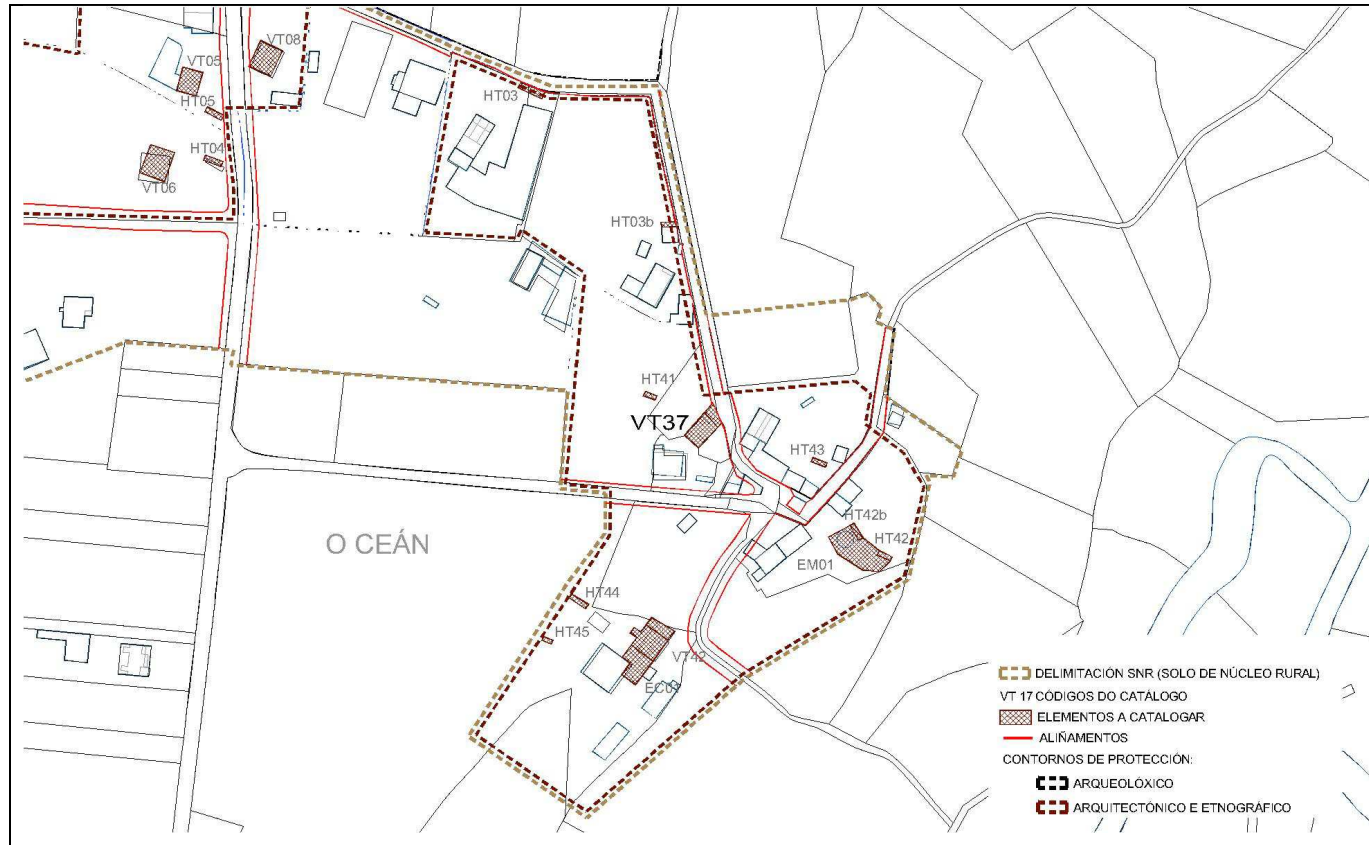 VT08
VT05
HT05
HT03
HT04
VT06
HT03b
HT41
VT37
HT43
HT42b
HT42
O CEÁN
EM01
HT44
HT45
VT42
DELIMITACIÓN SNR (SOLO DE NÚCLEO RURAL)
VT 17 CÓDIGOS DO CATÁLOGO
ELEMENTOS A CATALOGAR
ALIÑAMENTOS
CONTORNOS DE PROTECCIÓN:
ARQUEOLÓXICO
ARQUITECTÓNICO E ETNOGRÁFICO